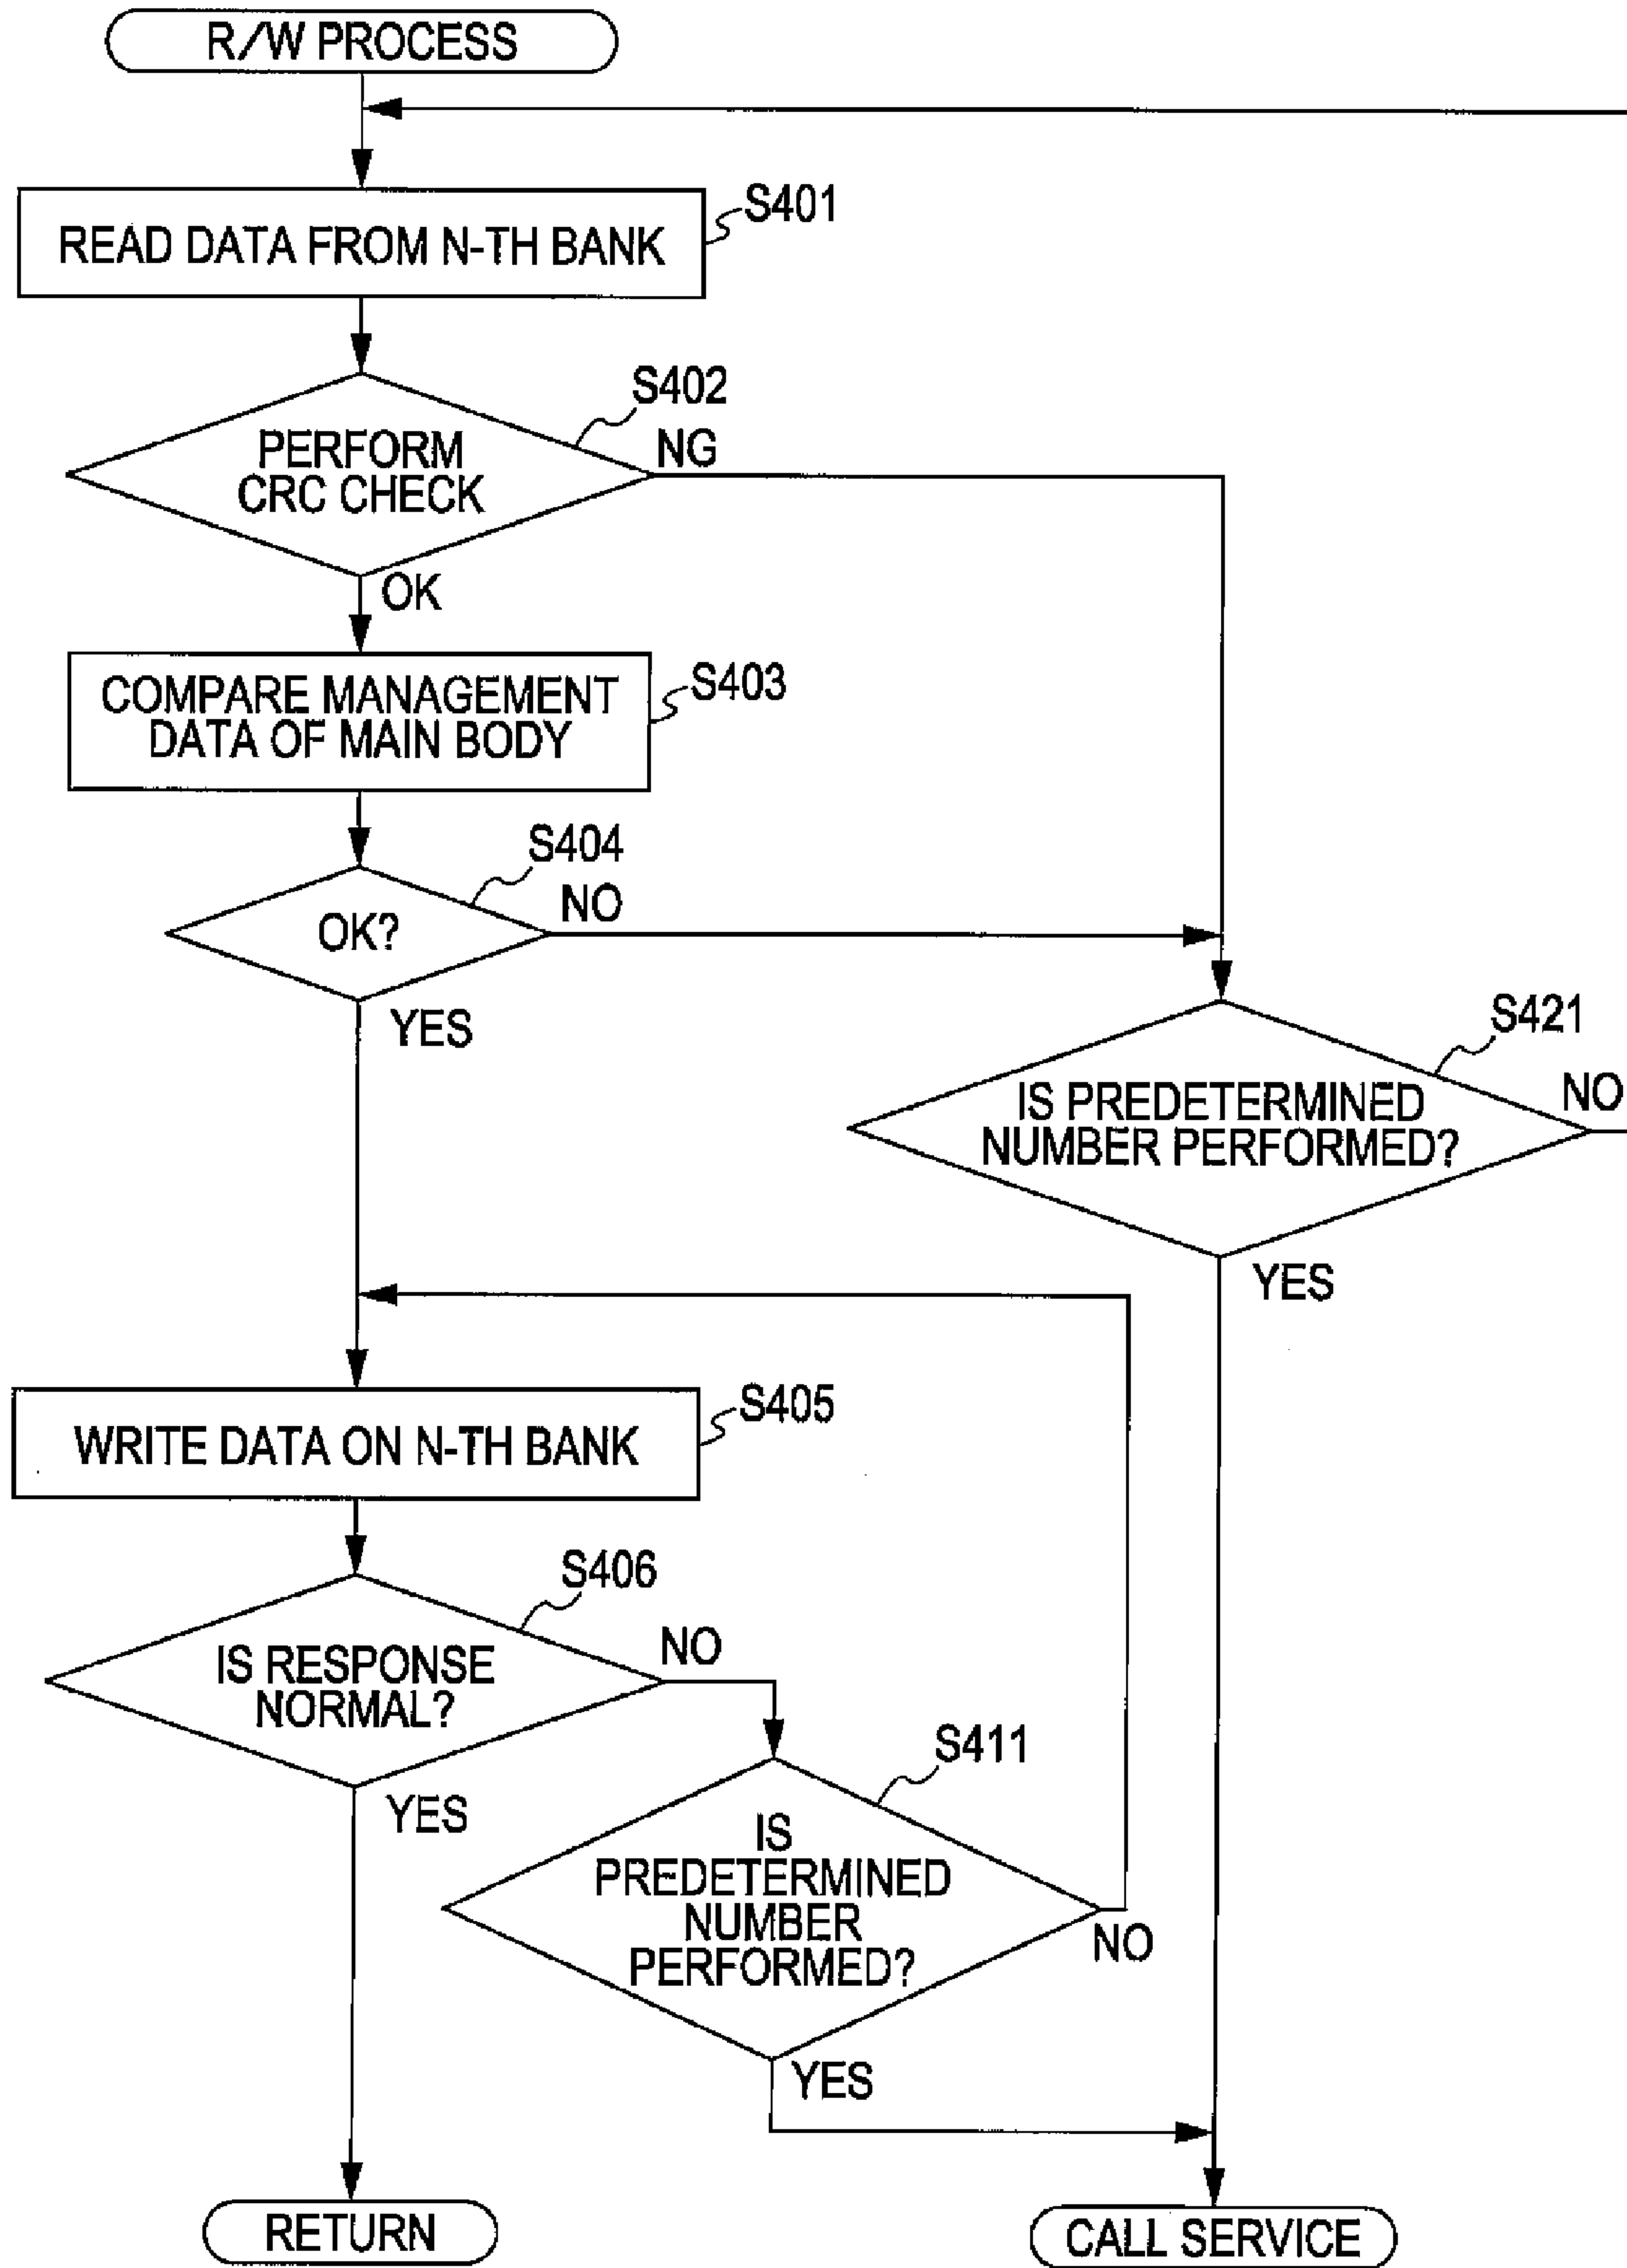 R/W PROCESS
S401
READ DATA FROM N-TH BANK
S402
PERFORM
CRC CHECK
NG
OK
S403
COMPARE MANAGEMENT
DATA OF MAIN BODY
S404
OK?
NO
YES
S421
IS PREDETERMINED
NUMBER PERFORMED?
NO
YES
S405
WRITE DATA ON N-TH BANK
S406
IS RESPONSE
NORMAL?
NO
YES
S411
IS
PREDETERMINED
NUMBER
PERFORMED?
NO
YES
RETURN
CALL SERVICE